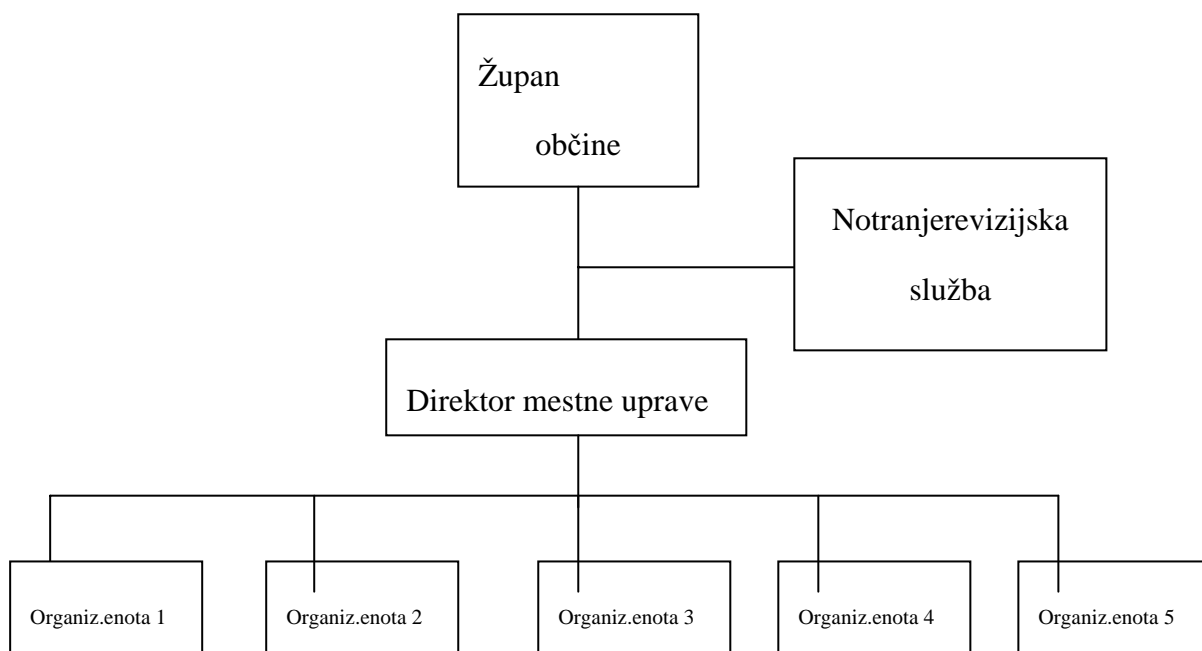 Župan
občine
Notranjerevizijska
služba
Direktor mestne uprave
Organiz.enota 1
Organiz.enota 2
Organiz.enota 3
Organiz.enota 4
Organiz.enota 5